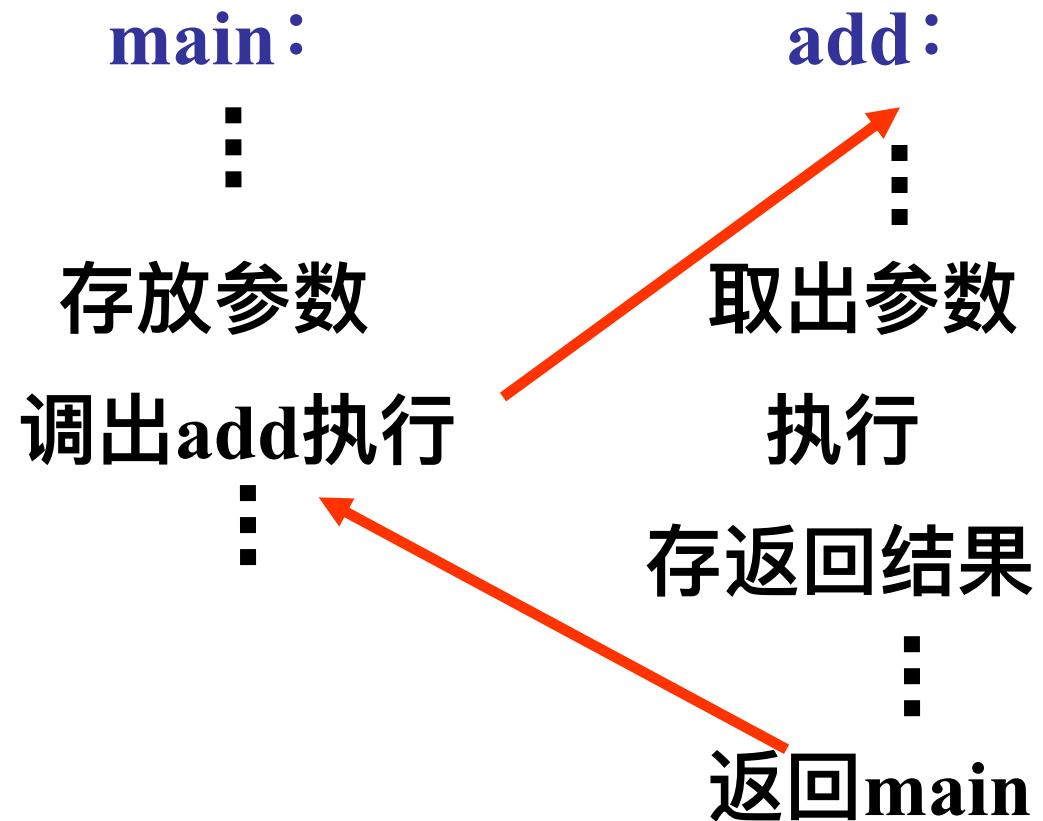 main：
存放参数
调出add执行
add：
取出参数
执行
存返回结果
返回main